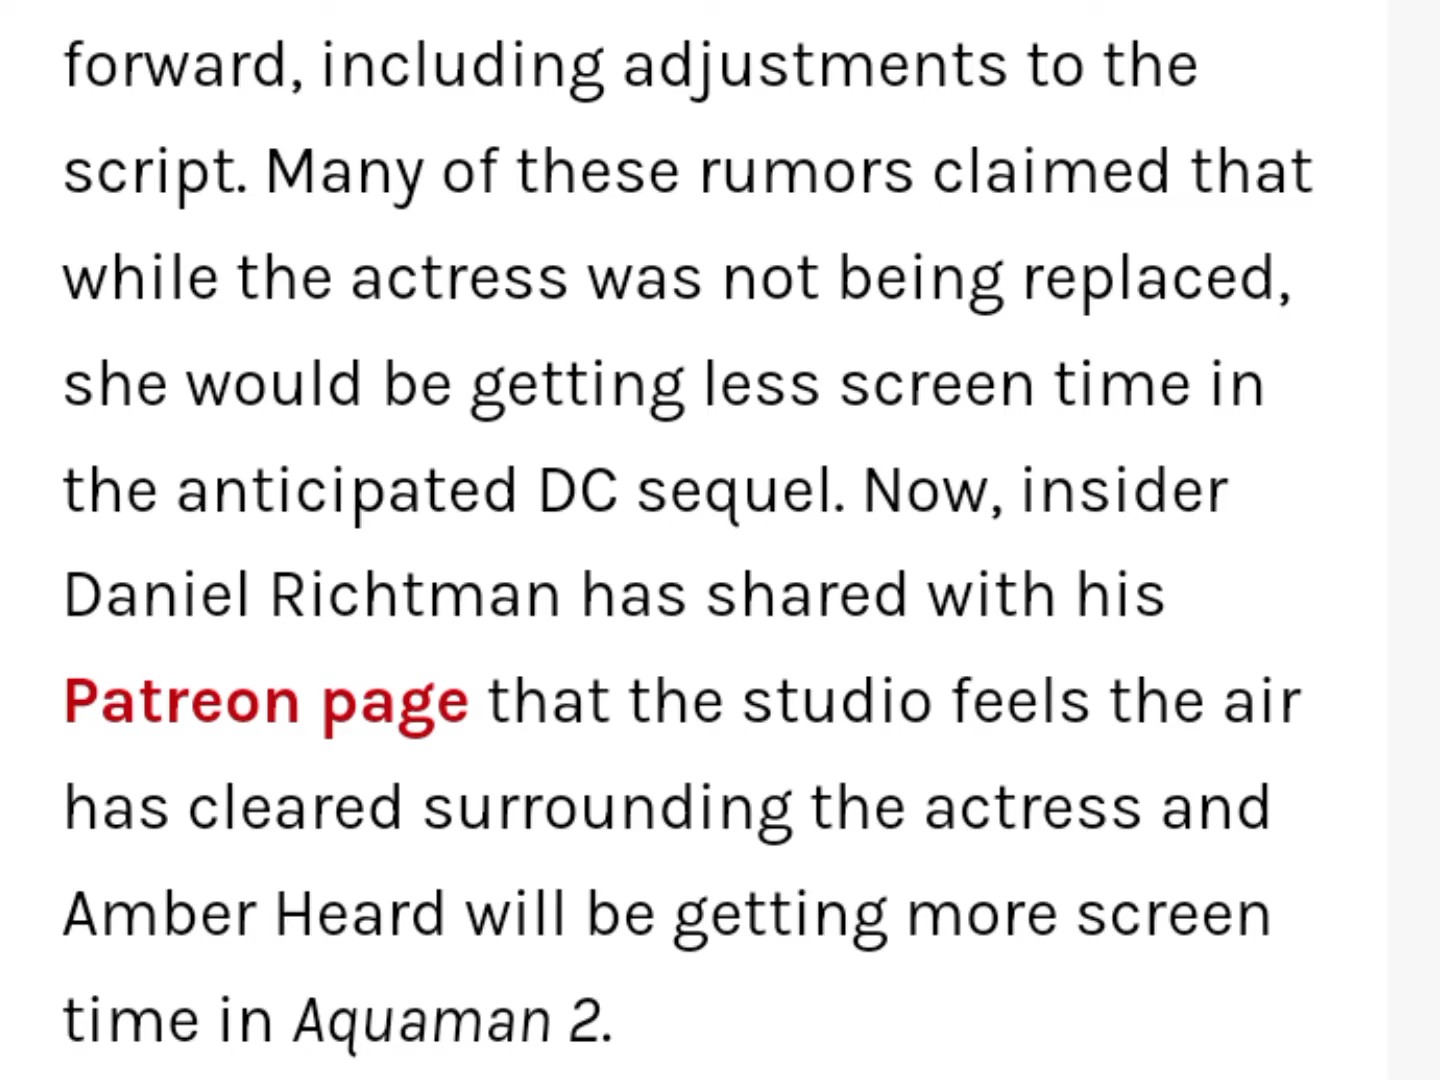 forward, including adjustments to the
script. Many of these rumors claimed that
while the actress was not being replaced,
she would be getting less screen time in
the anticipated DC sequel. Now, insider
Daniel Richtman has shared with his
Patreon page that the studio feels the air
has cleared surrounding the actress and
Amber Heard will be getting more screen
time in Aquaman 2.